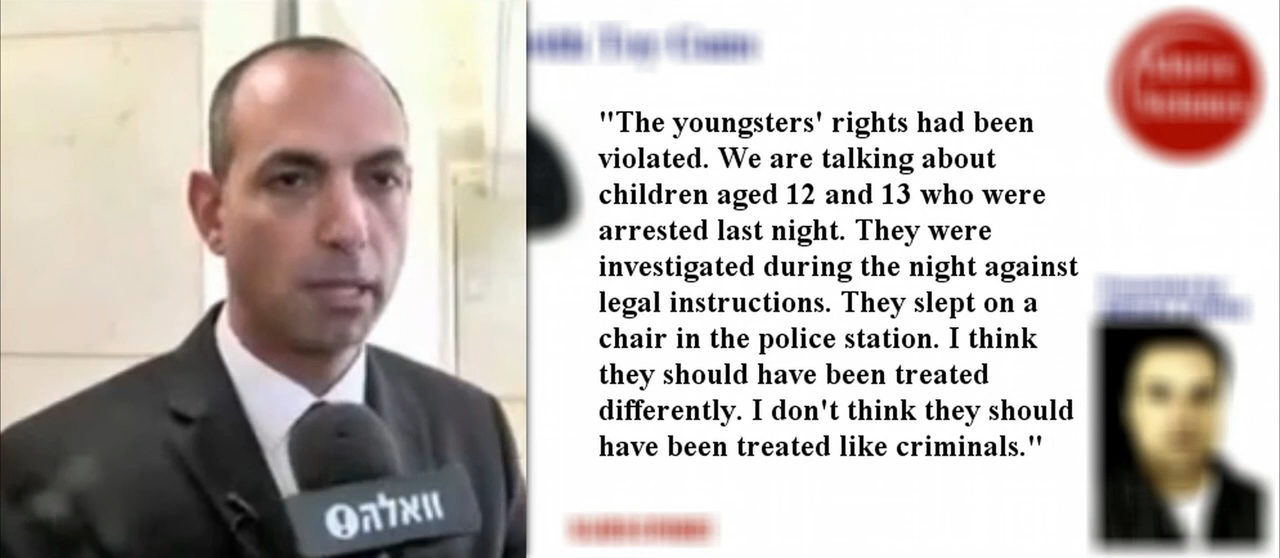 "The youngsters' rights had been
violated. We are talking about
children aged 12 and 13 who were
arrested last night. They were
investigated during the night against
legal instructions. They slept on a
chair in the police station. I think
they should have been treated
differently. I don't think they should
have been treated like criminals."
וואלה!